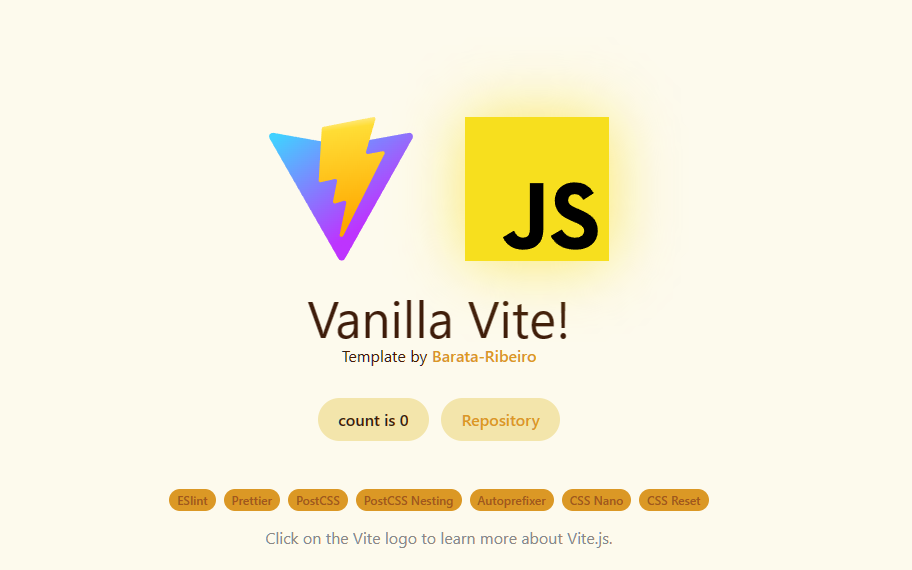 JS
Vanilla Vite!
Template by Barata-Ribeiro
count is 0 Repository
ESlint Prettier PostCSS PostCSS Nesting Autoprefixer CSS Nano CSS Reset
Click on the Vite logo to learn more about Vite.js.